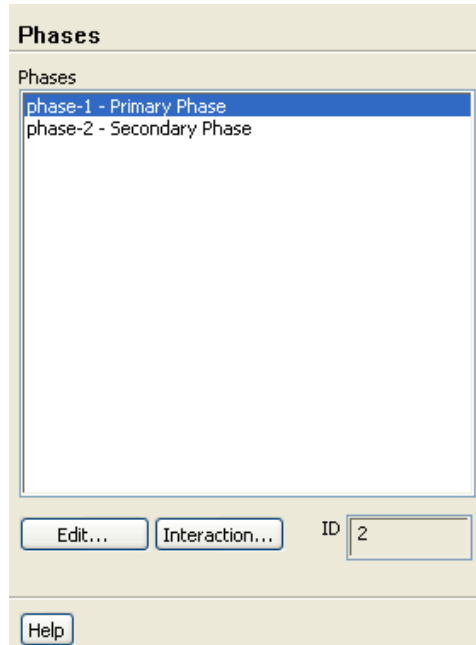 Phases
Phases
phase-1 - Primary Phase
phase-2 - Secondary Phase
Edit... Interaction... ID 2
Help